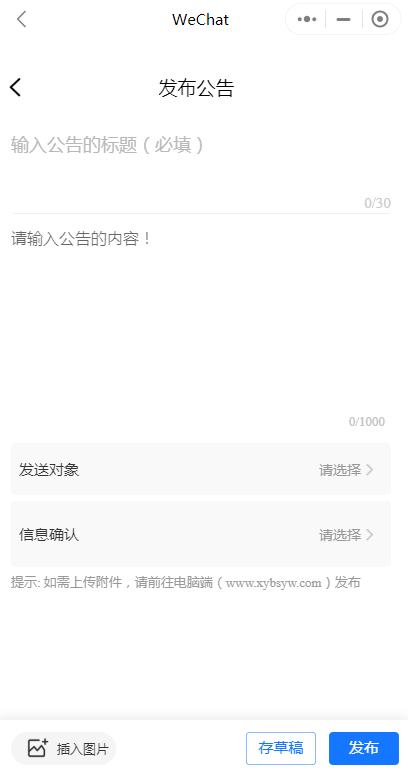 WeChat
发布公告
输入公告的标题（必填）
0/30
请输入公告的内容！
0/1000
发送对象 请选择
信息确认 请选择
提示: 如需上传附件，请前往电脑端（www.xybsyw.com）发布
插入图片 存草稿 发布